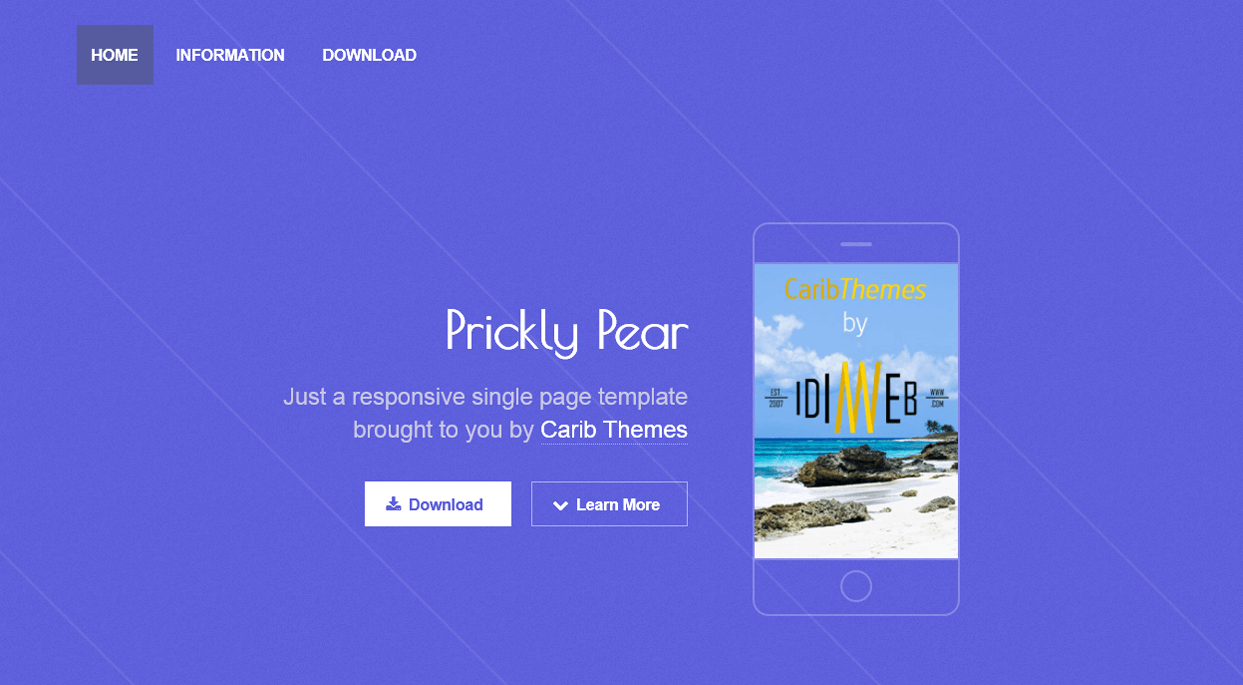 HOME INFORMATION DOWNLOAD
Prickly Pear
Just a responsive single page template
brought to you by Carib Themes
Download Learn More
CaribThemes
by
EST 2007 IDIWEB WWW .COM